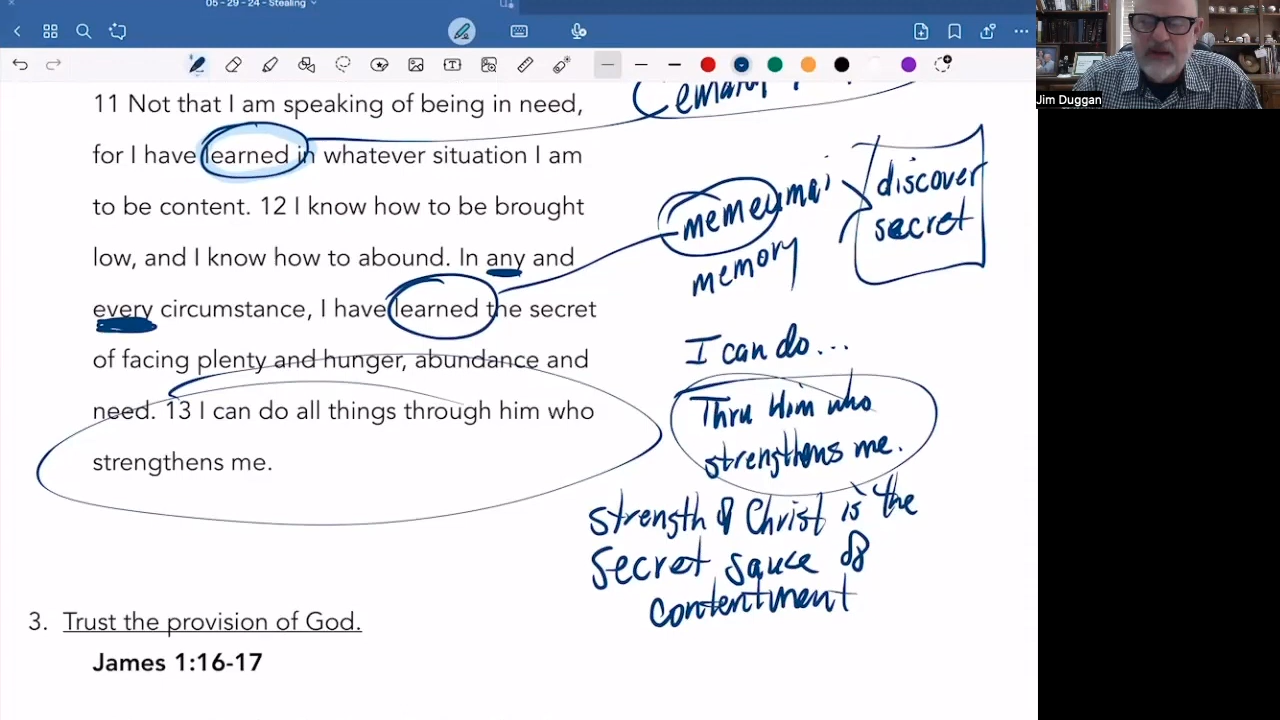 05 - 29 - 24 - Stealing
Jim Duggan
11 Not that I am speaking of being in need,
for I have learned in whatever situation I am
to be content. 12 I know how to be brought
low, and I know how to abound. In any and
every circumstance, I have learned the secret
of facing plenty and hunger, abundance and
need. 13 I can do all things through him who
strengthens me.
memeumai
memory
discover
secret
I can do...
Thru Him who
strengthens me.
strength of Christ is the
secret sauce of
contentment
3. Trust the provision of God.
James 1:16-17